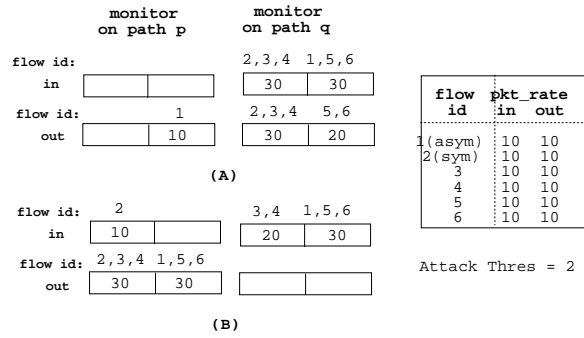 monitor on path p
monitor on path q
flow id: 2,3,4 1,5,6
in 30 30
flow id: 1 2,3,4 5,6
out 10 30 20
(A)
flow id: 2 3,4 1,5,6
in 10 20 30
flow id: 2,3,4 1,5,6
out 30 30
(B)
flow id pkt_rate in out
1(asym) 10 10
2(sym) 10 10
3 10 10
4 10 10
5 10 10
6 10 10
Attack Thres = 2